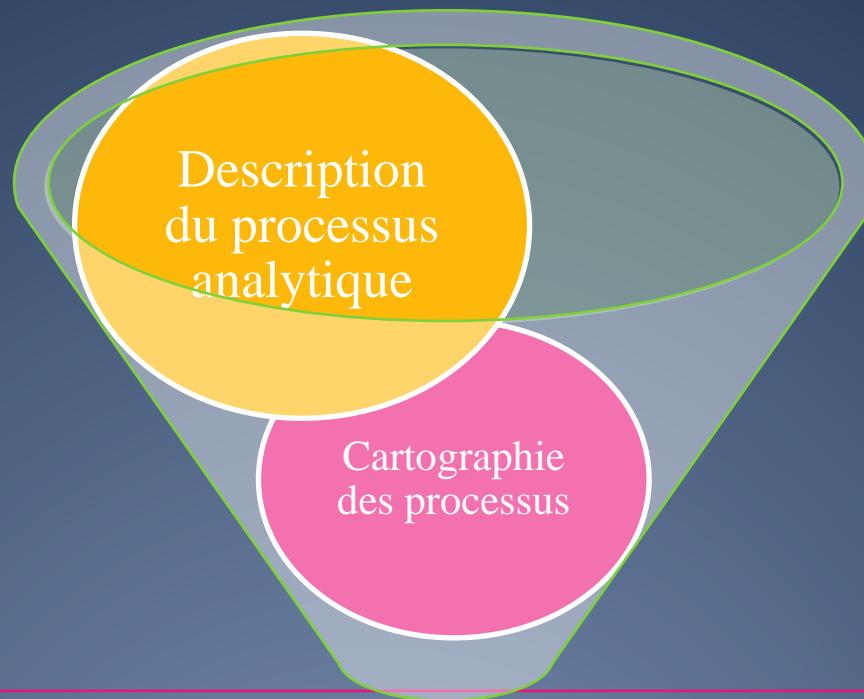 Description
du processus
analytique
Cartographie
des processus